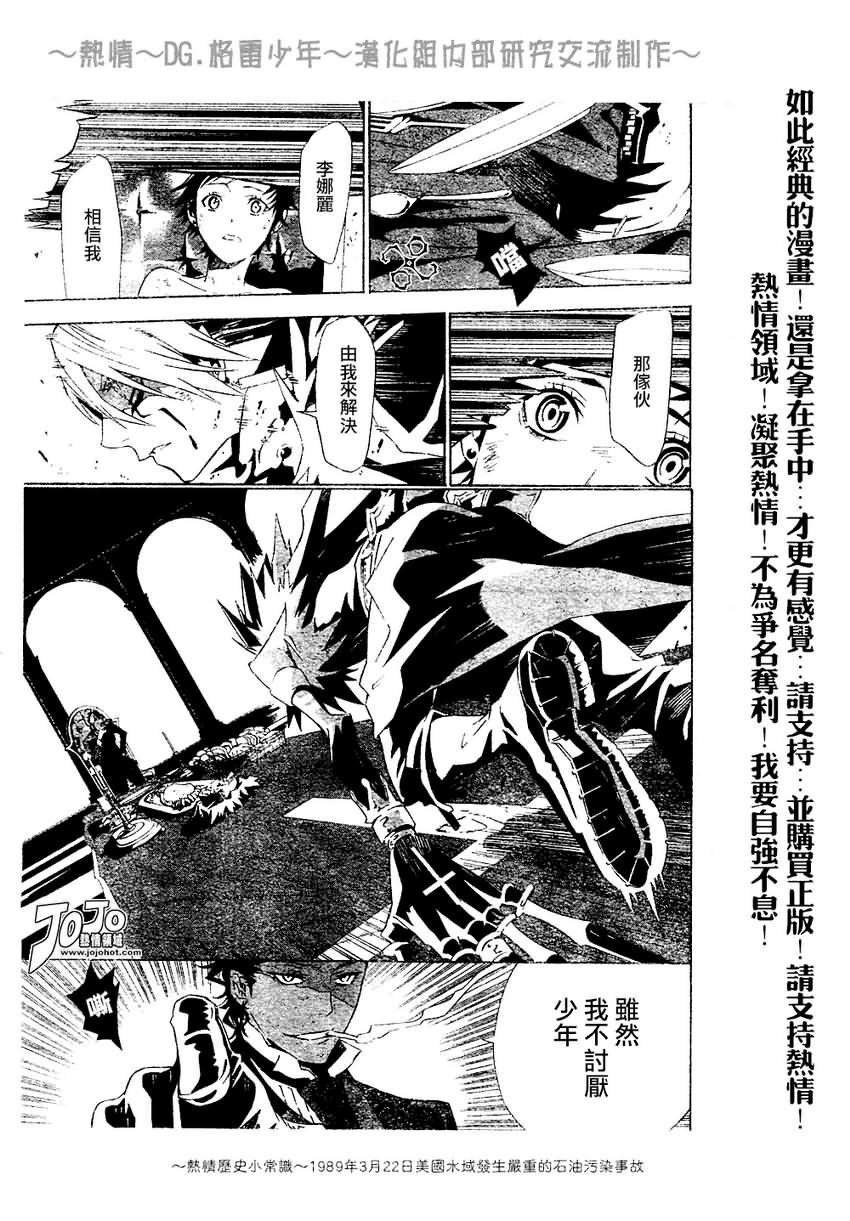 ～熱情～DG.格雷少年～漢化組內部研究交流制作～
如此經典的漫畫！還是拿在手中…才更有感覺…請支持…並購買正版！請支持熱情！
熱情領域！凝聚熱情！不為爭名奪利！我要自強不息！
噹
李娜麗
相信我
那傢伙
由我來解決
JOJO
熱情領域
www.jojohot.com
雖然
我不討厭
少年
～熱情歷史小常識～1989年3月22日美國水域發生嚴重的石油污染事故